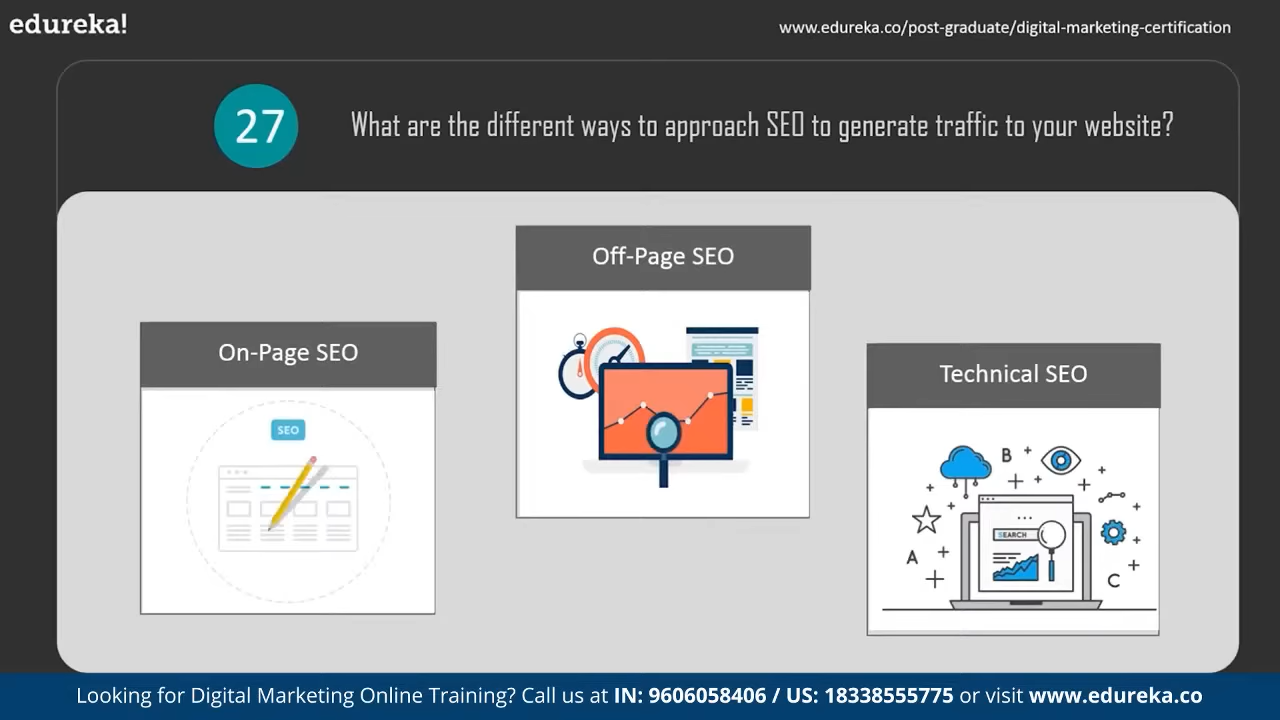 edureka!
www.edureka.co/post-graduate/digital-marketing-certification
27
What are the different ways to approach SEO to generate traffic to your website?
Off-Page SEO
On-Page SEO
Technical SEO
SEO
B
SEARCH
A
C
Looking for Digital Marketing Online Training? Call us at IN: 9606058406 / US: 18338555775 or visit www.edureka.co